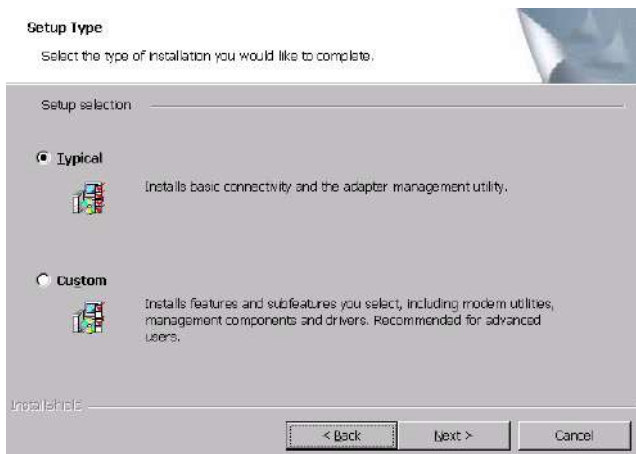 Setup Type
Select the type of installation you would like to complete.
Setup selection
Typical
Installs basic connectivity and the adapter management utility.
Custom
Installs features and subfeatures you select, including modem utilities,
management components and drivers. Recommended for advanced
users.
InstallShield
< Back
Next >
Cancel